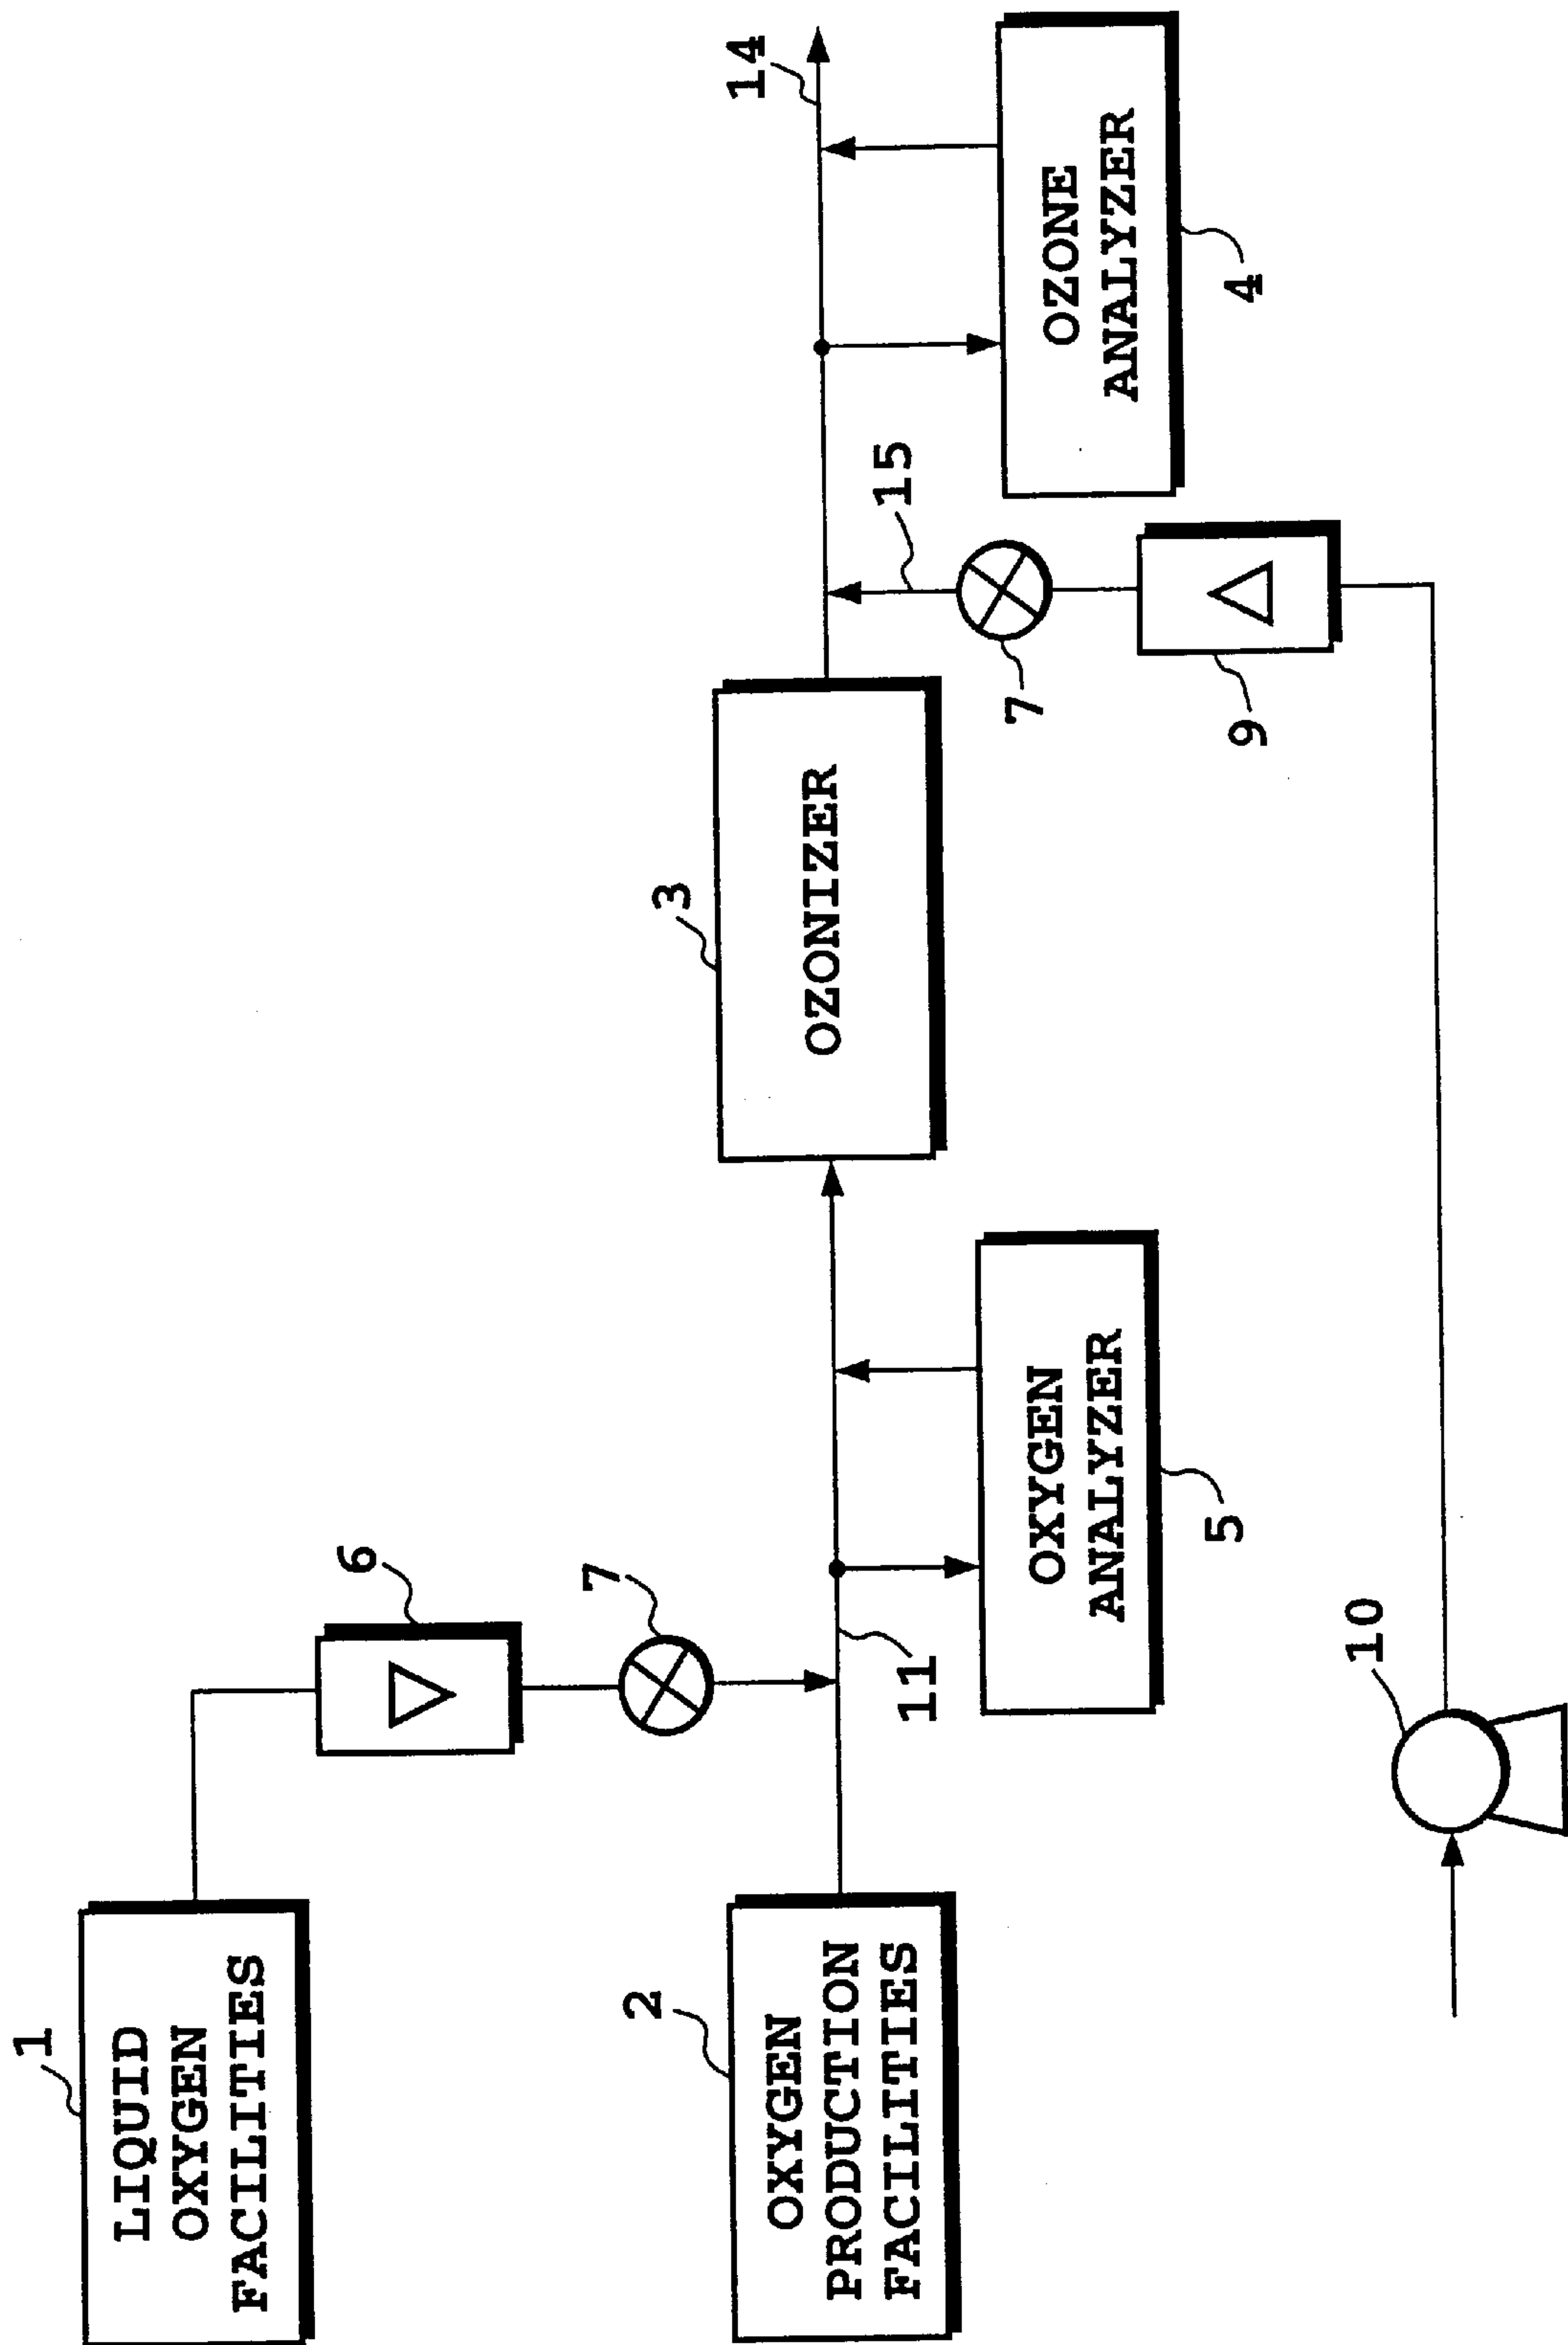 1
LIQUID
OXYGEN
FACILITIES
6
7
2
OXYGEN
PRODUCTION
FACILITIES
11
OXYGEN
ANALYZER
5
3
OZONIZER
14
15
7
9
OZONE
ANALYZER
4
10